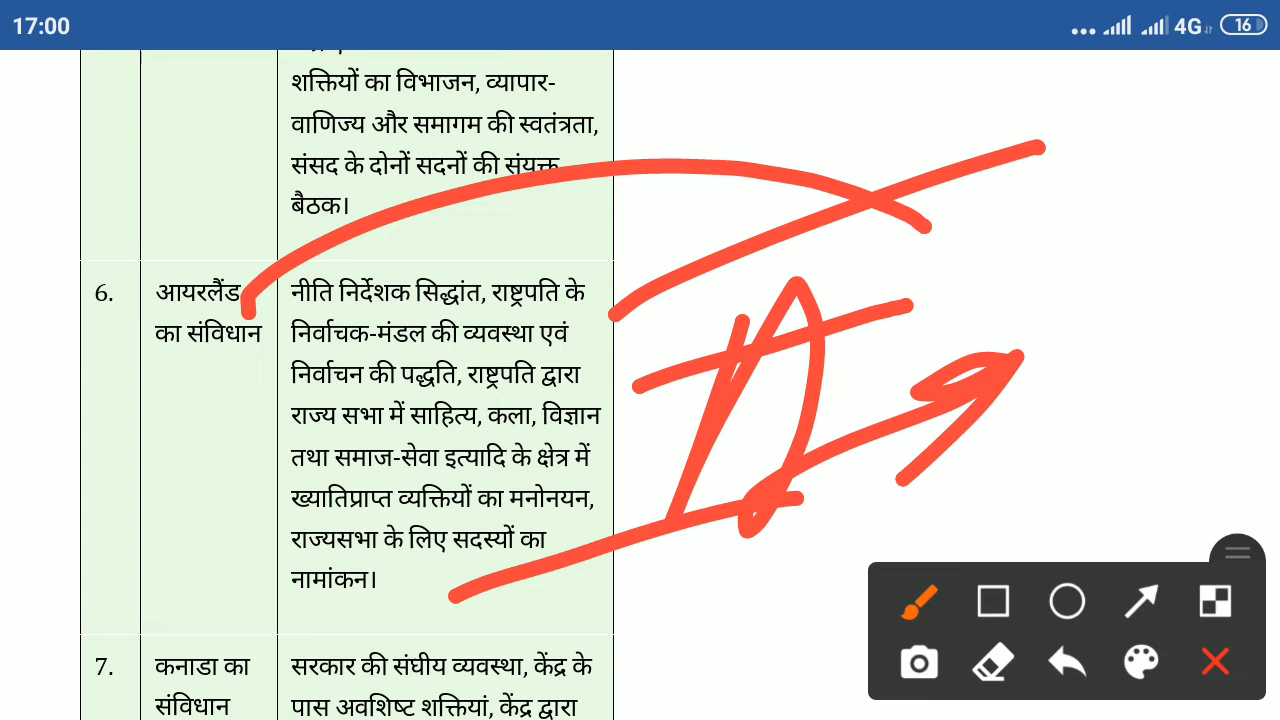 17:00
4G
16
शक्तियों का विभाजन, व्यापार-
वाणिज्य और समागम की स्वतंत्रता,
संसद के दोनों सदनों की संयुक्त
बैठक।
6.
आयरलैंड
का संविधान
नीति निर्देशक सिद्धांत, राष्ट्रपति के
निर्वाचक-मंडल की व्यवस्था एवं
निर्वाचन की पद्धति, राष्ट्रपति द्वारा
राज्य सभा में साहित्य, कला, विज्ञान
तथा समाज-सेवा इत्यादि के क्षेत्र में
ख्यातिप्राप्त व्यक्तियों का मनोनयन,
राज्यसभा के लिए सदस्यों का
नामांकन।
7.
कनाडा का
संविधान
सरकार की संघीय व्यवस्था, केंद्र के
पास अवशिष्ट शक्तियां, केंद्र द्वारा